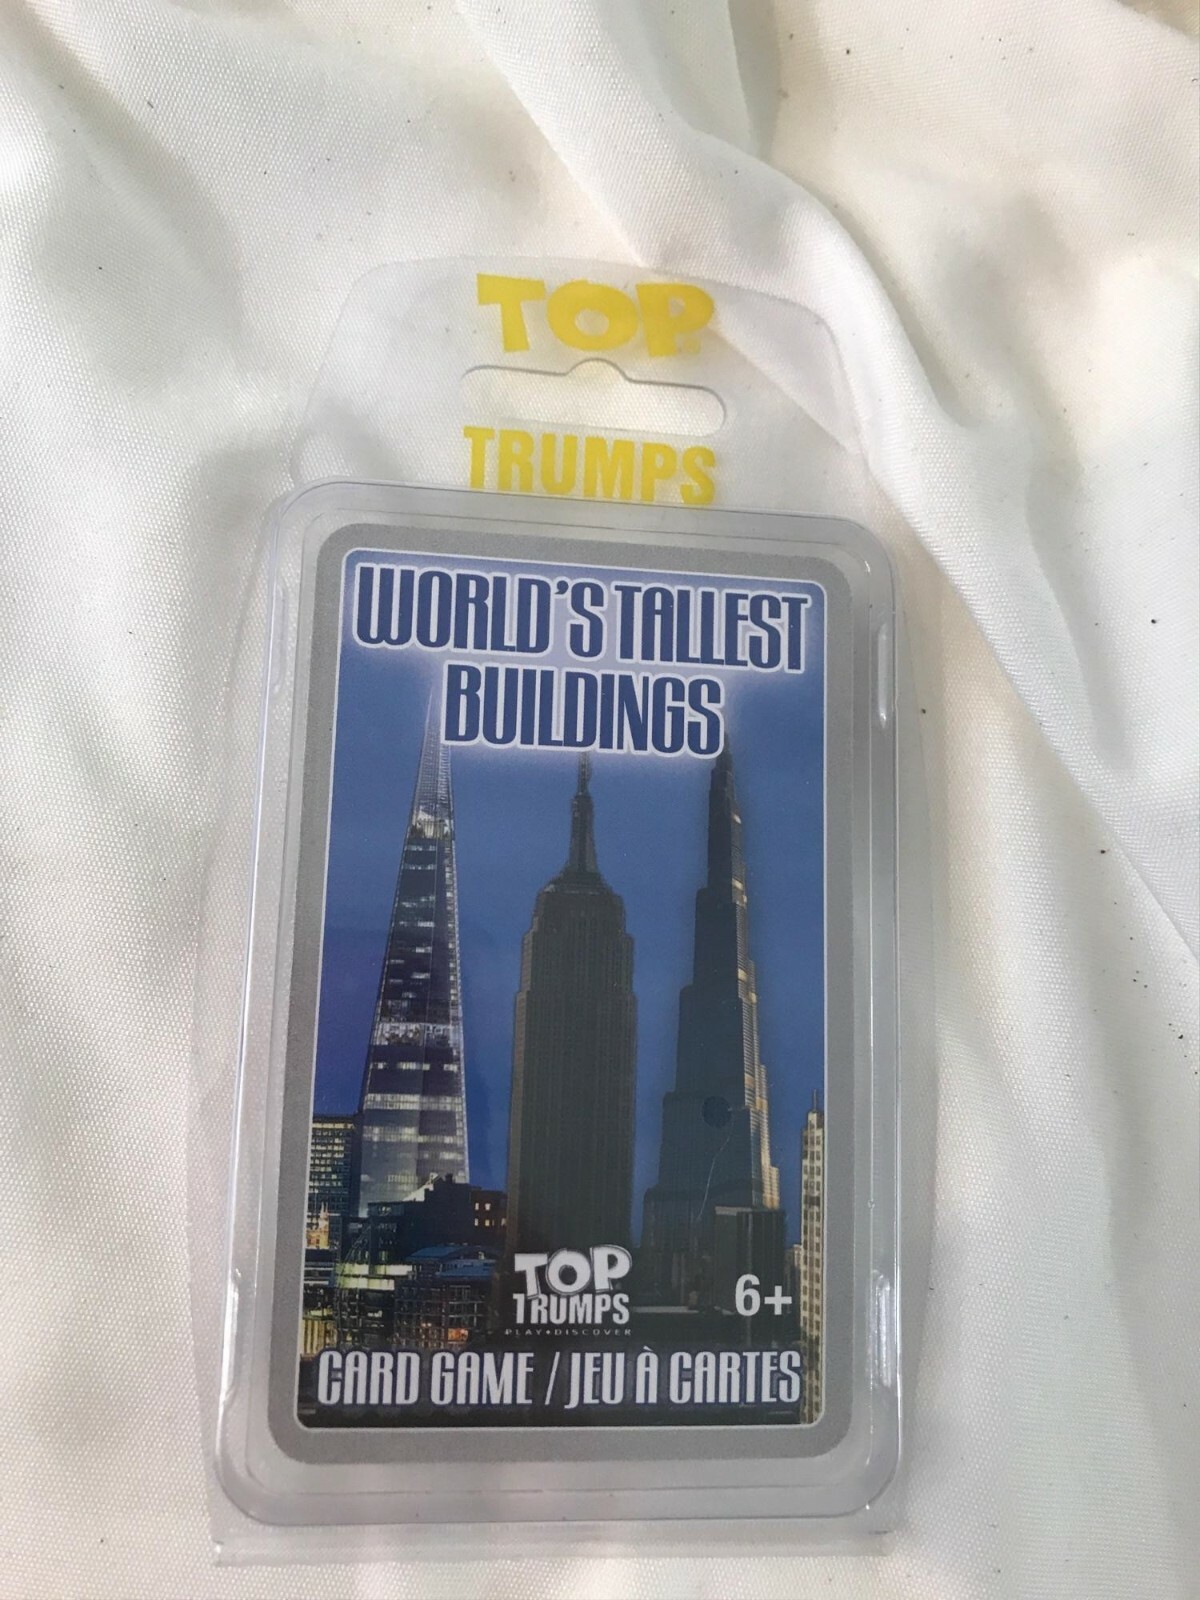 TOP
TRUMPS
WORLD'S TALLEST
BUILDINGS
TOP
TRUMPS
PLAY•DISCOVER
6+
CARD GAME / JEU À CARTES